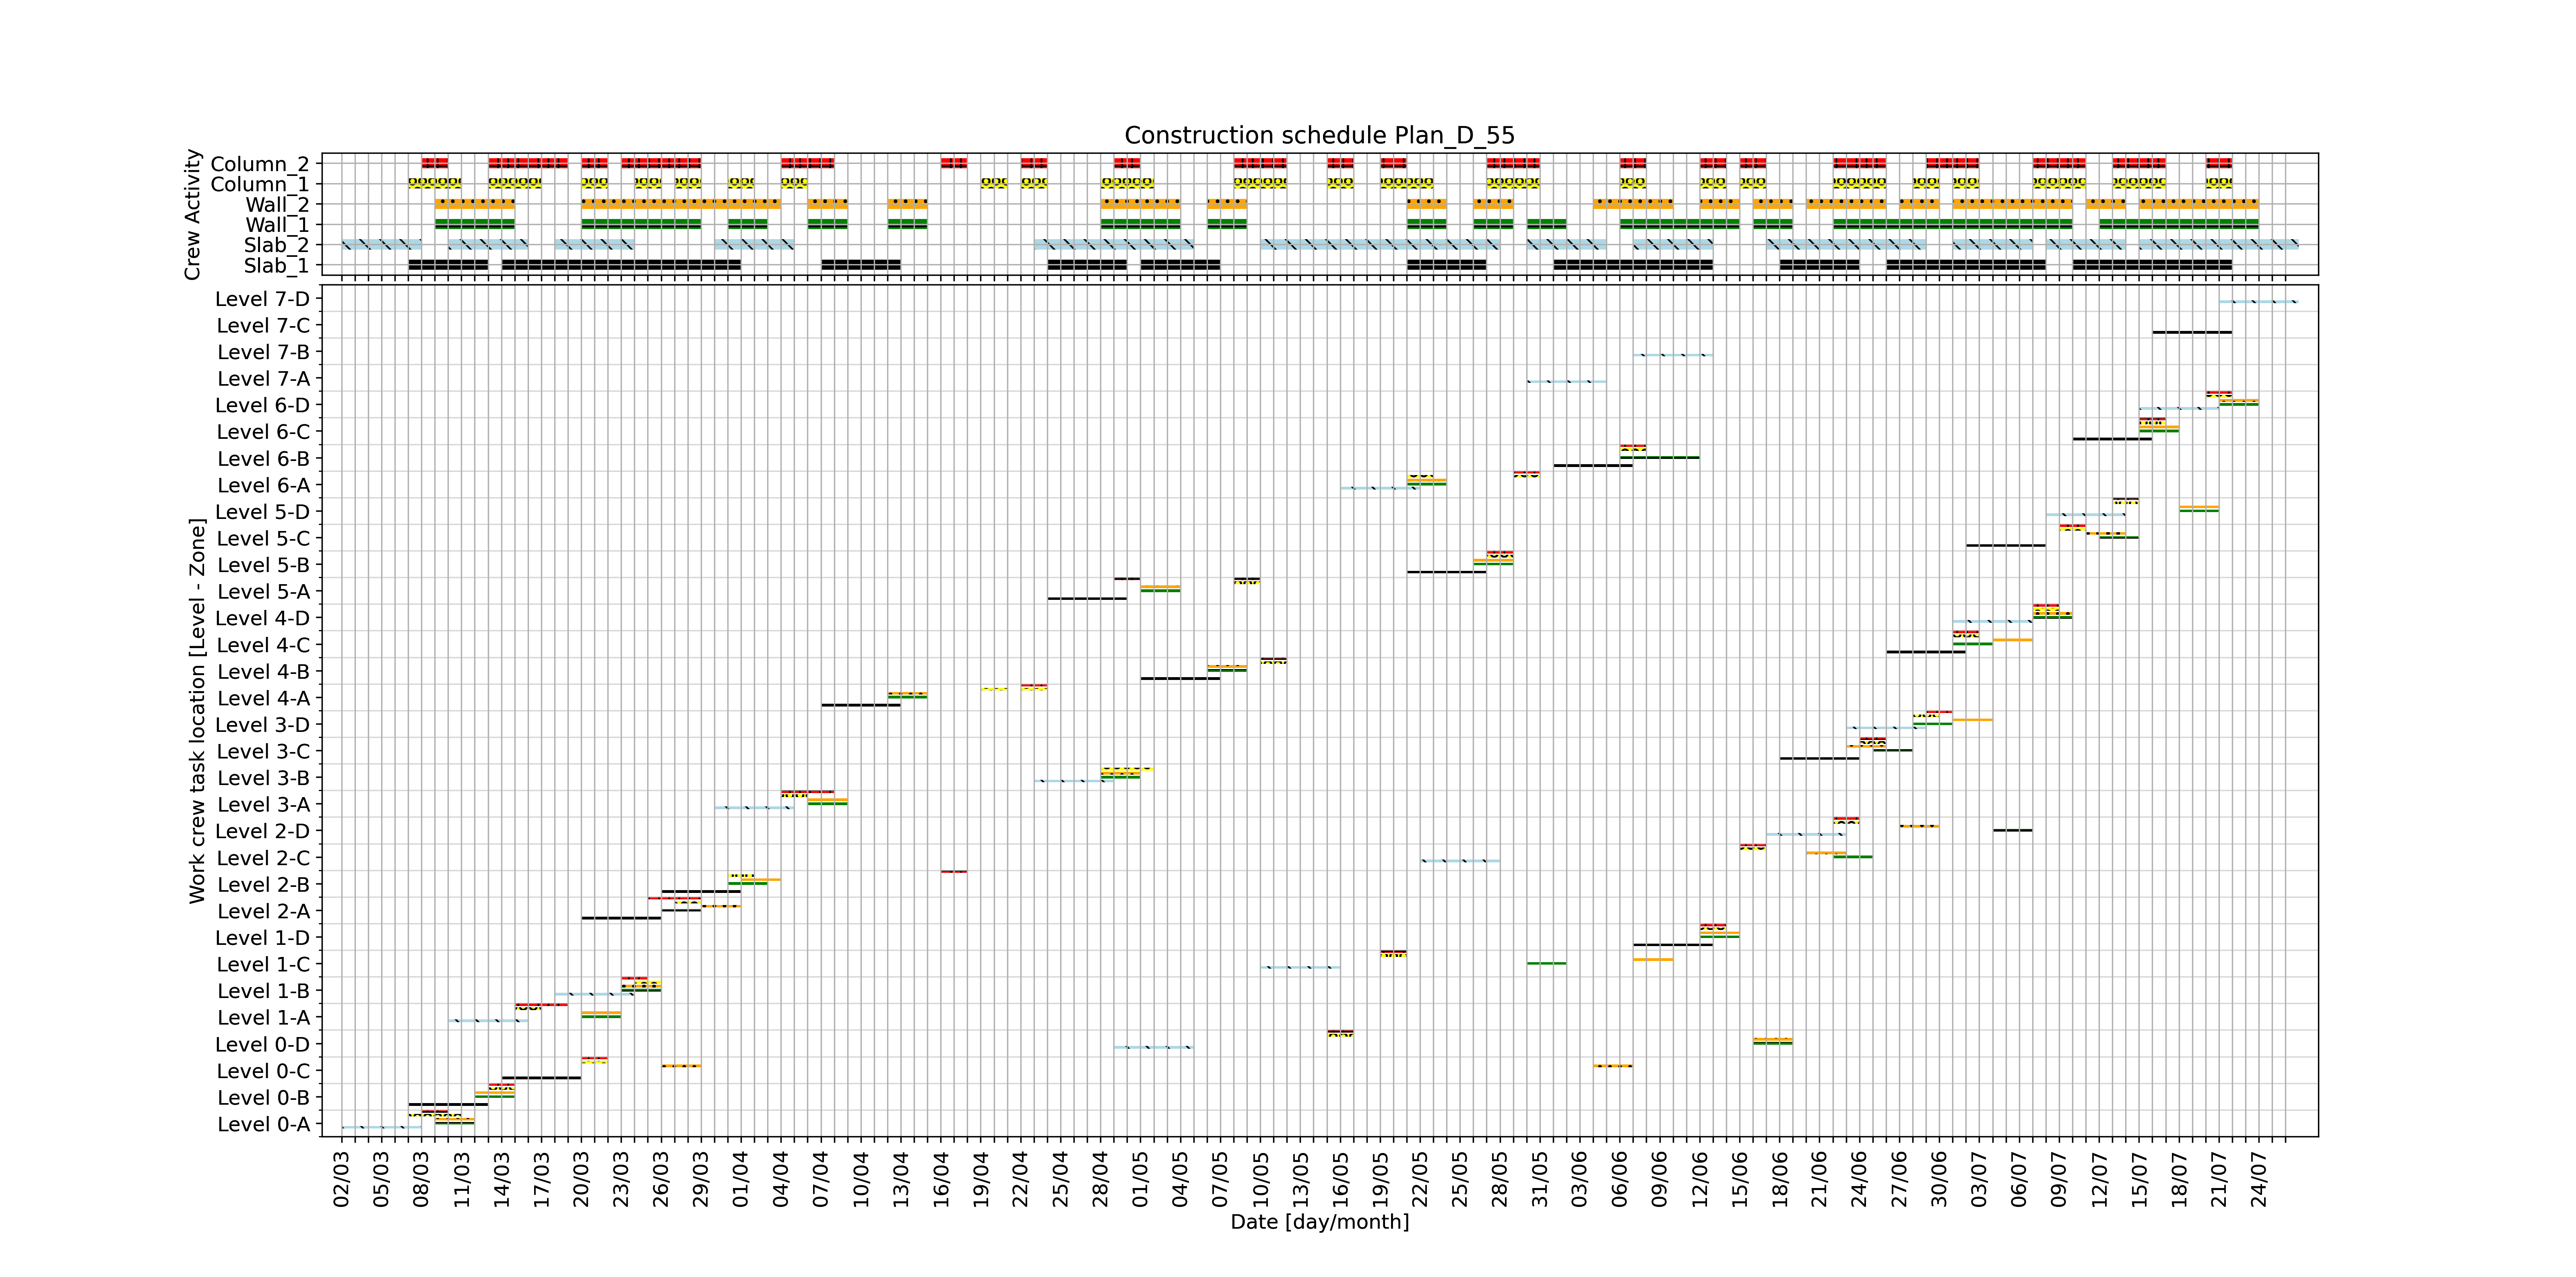 Construction schedule Plan_D_55
Crew Activity
Column_2
Column_1
Wall_2
Wall_1
Slab_2
Slab_1
Work crew task location [Level - Zone]
Level 7-D
Level 7-C
Level 7-B
Level 7-A
Level 6-D
Level 6-C
Level 6-B
Level 6-A
Level 5-D
Level 5-C
Level 5-B
Level 5-A
Level 4-D
Level 4-C
Level 4-B
Level 4-A
Level 3-D
Level 3-C
Level 3-B
Level 3-A
Level 2-D
Level 2-C
Level 2-B
Level 2-A
Level 1-D
Level 1-C
Level 1-B
Level 1-A
Level 0-D
Level 0-C
Level 0-B
Level 0-A
02/03
05/03
08/03
11/03
14/03
17/03
20/03
23/03
26/03
29/03
01/04
04/04
07/04
10/04
13/04
16/04
19/04
22/04
25/04
28/04
01/05
04/05
07/05
10/05
13/05
16/05
19/05
22/05
25/05
28/05
31/05
03/06
06/06
09/06
12/06
15/06
18/06
21/06
24/06
27/06
30/06
03/07
06/07
09/07
12/07
15/07
18/07
21/07
24/07
Date [day/month]